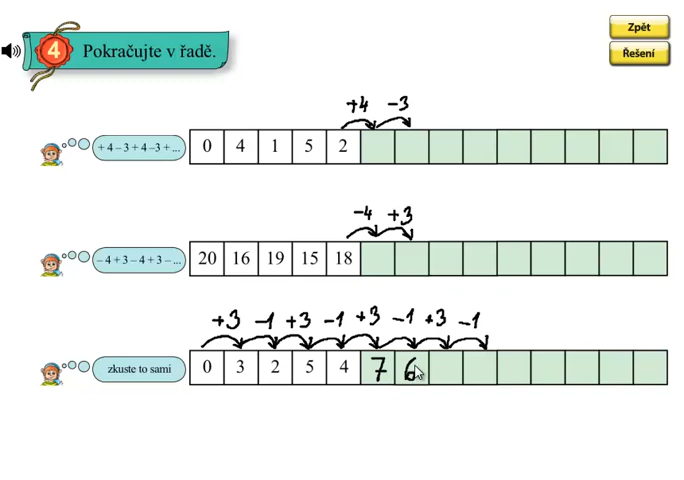 4 Pokračujte v řadě.
Zpět
Řešení
+4 -3
+ 4 – 3 + 4 –3 + ... 0 4 1 5 2
-4 +3
– 4 + 3 – 4 + 3 – ... 20 16 19 15 18
+3 -1 +3 -1 +3 -1 +3 -1
zkuste to sami 0 3 2 5 4 7 6